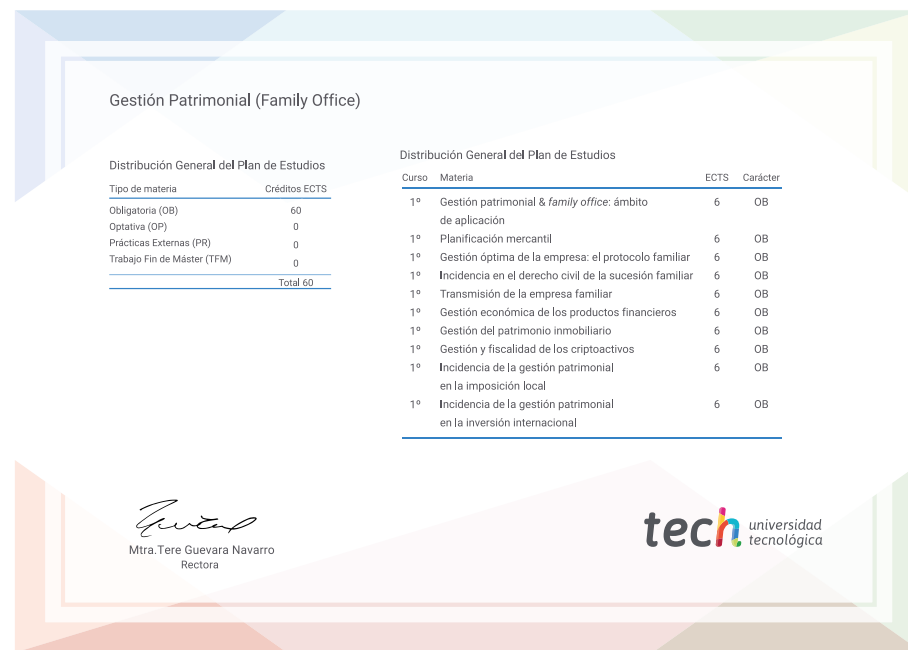 Gestión Patrimonial (Family Office)
Distribución General del Plan de Estudios
Tipo de materia Créditos ECTS
Obligatoria (OB) 60
Optativa (OP) 0
Prácticas Externas (PR) 0
Trabajo Fin de Máster (TFM) 0
Total 60
Distribución General del Plan de Estudios
Curso Materia ECTS Carácter
1º Gestión patrimonial & family office: ámbito 6 OB
de aplicación
1º Planificación mercantil 6 OB
1º Gestión óptima de la empresa: el protocolo familiar 6 OB
1º Incidencia en el derecho civil de la sucesión familiar 6 OB
1º Transmisión de la empresa familiar 6 OB
1º Gestión económica de los productos financieros 6 OB
1º Gestión del patrimonio inmobiliario 6 OB
1º Gestión y fiscalidad de los criptoactivos 6 OB
1º Incidencia de la gestión patrimonial 6 OB
en la imposición local
1º Incidencia de la gestión patrimonial 6 OB
en la inversión internacional
Mtra.Tere Guevara Navarro
Rectora
tech universidad
tecnológica